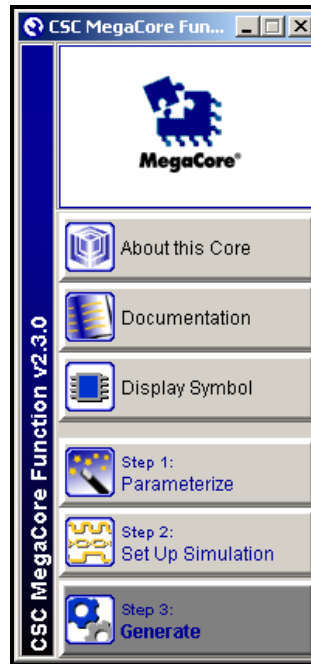 CSC MegaCore Fun...
MegaCore®
About this Core
Documentation
Display Symbol
Step 1:
Parameterize
Step 2:
Set Up Simulation
Step 3:
Generate
CSC MegaCore Function v2.3.0